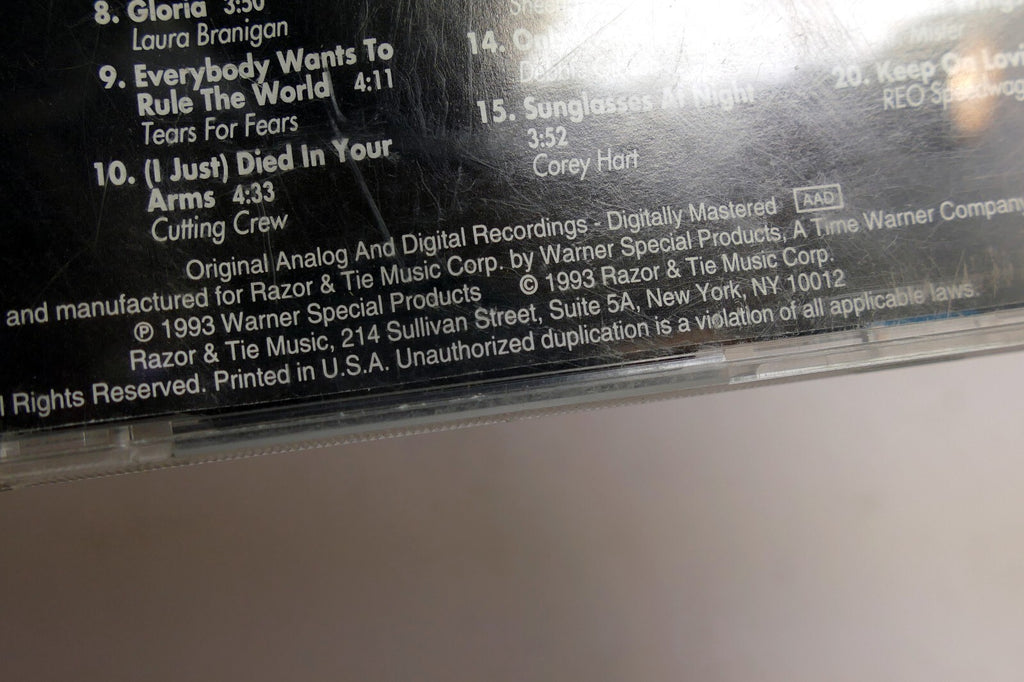 8. Gloria 3:50
Laura Branigan
9. Everybody Wants To
Rule The World 4:11
Tears For Fears
10. (I Just) Died In Your
Arms 4:33
Cutting Crew
14.
15. Sunglasses At Night
3:52
Corey Hart
Mister
20. Keep On Lovi
REO Speedwag
Original Analog And Digital Recordings - Digitally Mastered AAD
and manufactured for Razor & Tie Music Corp. by Warner Special Products, A Time Warner Company
℗ 1993 Warner Special Products © 1993 Razor & Tie Music Corp.
Razor & Tie Music, 214 Sullivan Street, Suite 5A, New York, NY 10012
Rights Reserved. Printed in U.S.A. Unauthorized duplication is a violation of all applicable laws.